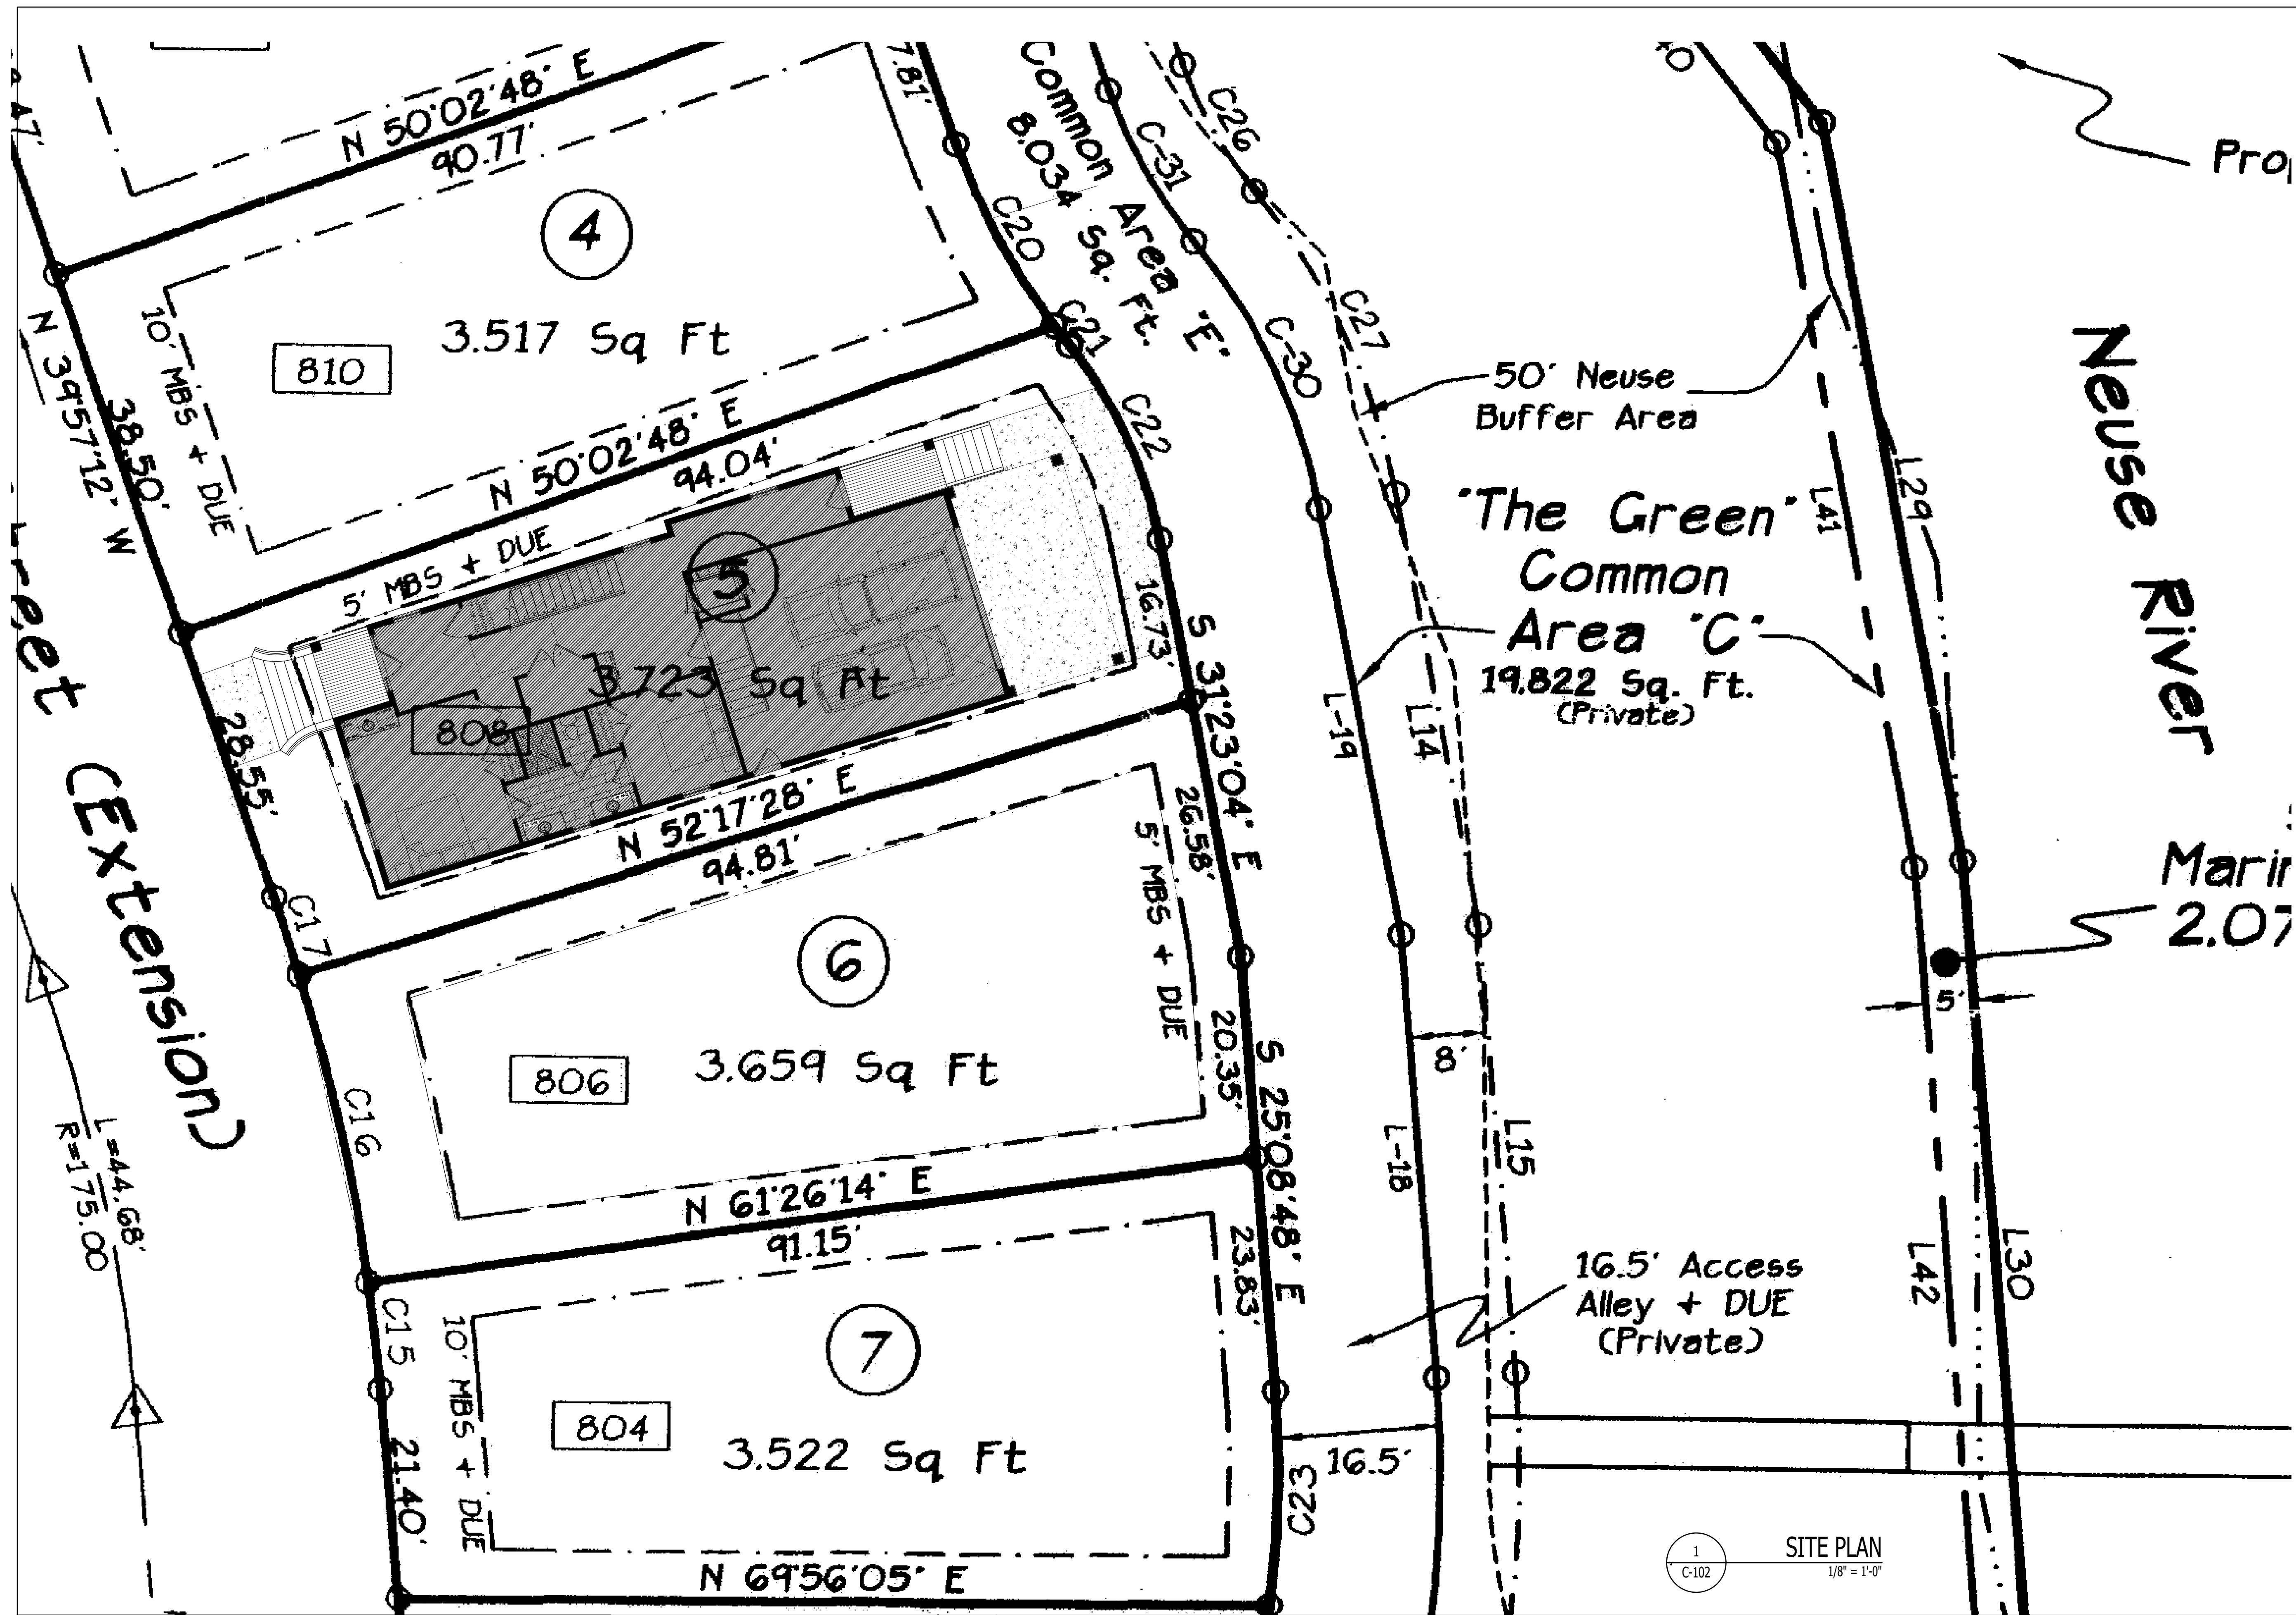 N 50°02'48" E
90.77'
4
3.517 Sq Ft
810
10' MBS + DUE
N 39°57'12" W
38.50'
47'
7.81'
C20
C21
C22
Common Area "E"
8.034 Sq. Ft.
C-31
C26
C-30
C27
50' Neuse
Buffer Area
"The Green"
Common
Area "C"
19,822 Sq. Ft.
(Private)
Neuse River
L41
L29
N 50°02'48" E
94.04'
5' MBS + DUE
5
3.723 Sq Ft
808
28.55'
C17
16.73'
S 31°23'04" E
26.58'
N 52°17'28" E
94.81'
(Extension)
6
3.659 Sq Ft
806
5' MBS + DUE
20.35'
S 25°08'48" E
23.83'
C16
L=44.68'
R=175.00
N 61°26'14" E
91.15'
C15
7
3.522 Sq Ft
804
10' MBS + DUE
21.40'
N 69°56'05" E
C23
16.5'
L-19
L14
8'
L-18
L15
16.5' Access
Alley + DUE
(Private)
5'
2.07
L42
L30
1
C-102
SITE PLAN
1/8" = 1'-0"